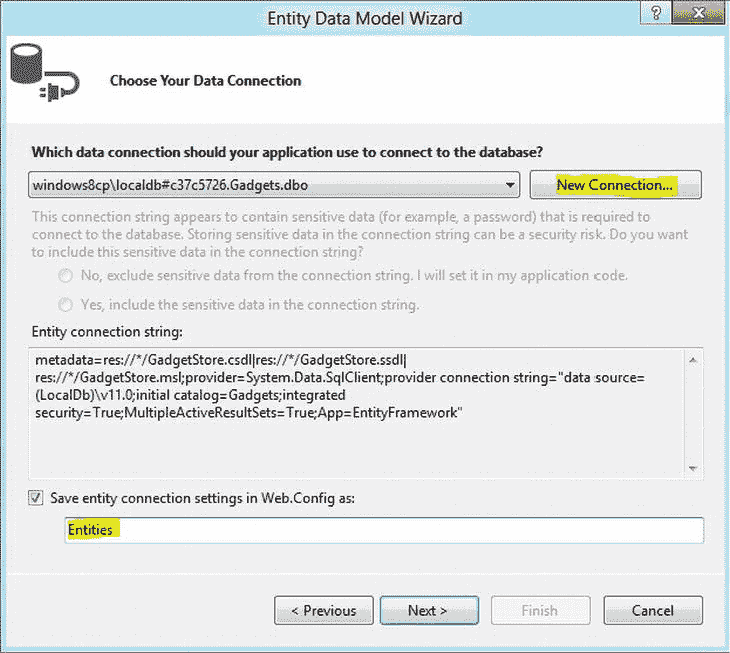 Entity Data Model Wizard
?
Choose Your Data Connection
Which data connection should your application use to connect to the database?
windows8cp\localdb#c37c5726.Gadgets.dbo
New Connection...
This connection string appears to contain sensitive data (for example, a password) that is required to
connect to the database. Storing sensitive data in the connection string can be a security risk. Do you want
to include this sensitive data in the connection string?
No, exclude sensitive data from the connection string. I will set it in my application code.
Yes, include the sensitive data in the connection string.
Entity connection string:
metadata=res://*/GadgetStore.csdl|res://*/GadgetStore.ssdl|
res://*/GadgetStore.msl;provider=System.Data.SqlClient;provider connection string="data source=
(LocalDb)\v11.0;initial catalog=Gadgets;integrated
security=True;MultipleActiveResultSets=True;App=EntityFramework"
Save entity connection settings in Web.Config as:
Entities
< Previous
Next >
Finish
Cancel